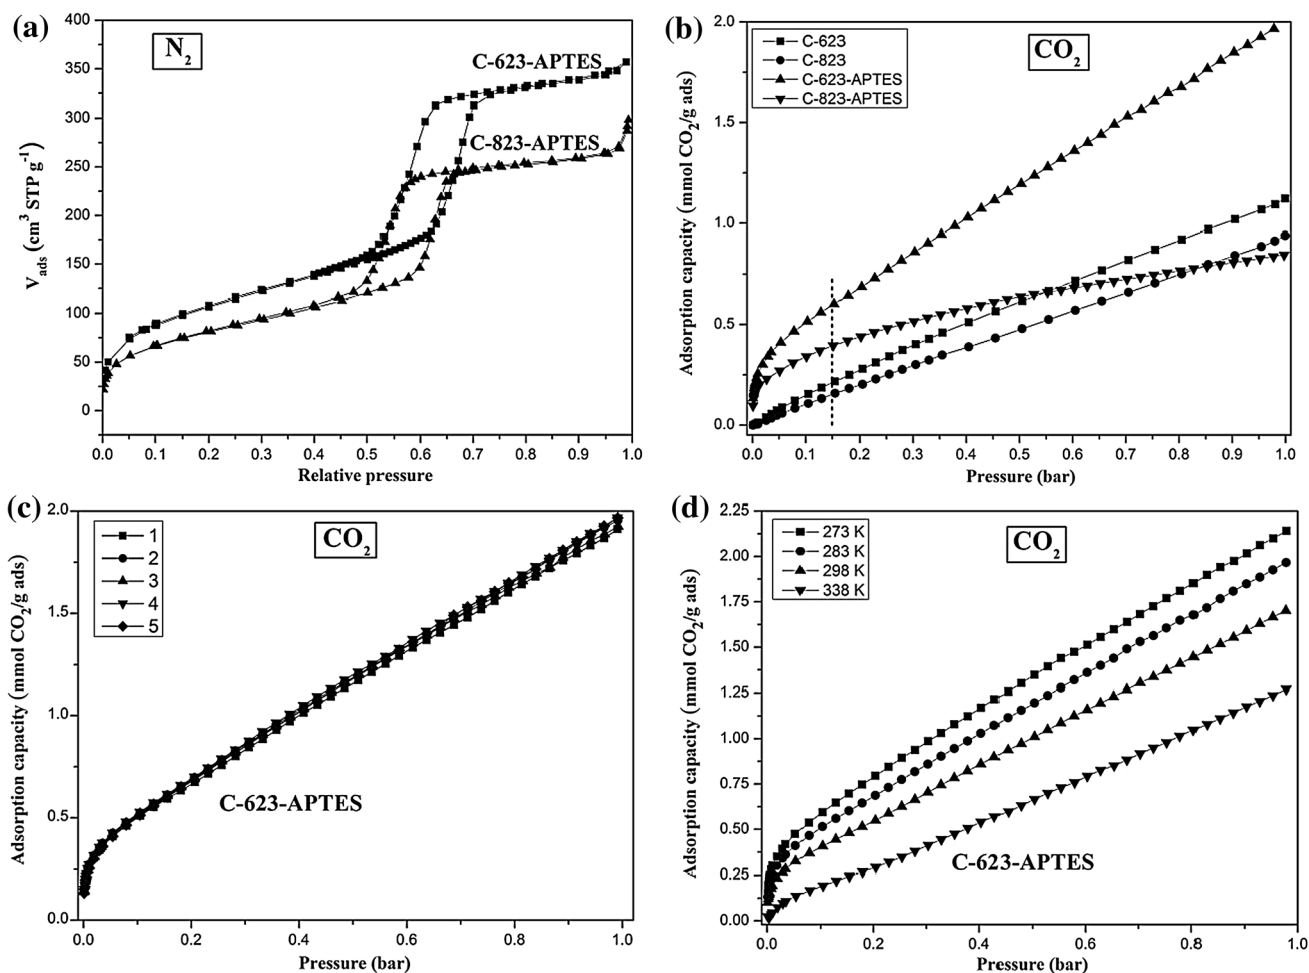 (a)
N2
C-623-APTES
C-823-APTES
400
350
300
250
200
150
100
50
0
Vads (cm3 STP g-1)
0.0 0.1 0.2 0.3 0.4 0.5 0.6 0.7 0.8 0.9 1.0
Relative pressure
(b)
CO2
C-623
C-823
C-623-APTES
C-823-APTES
2.0
1.5
1.0
0.5
0.0
Adsorption capacity (mmol CO2/g ads)
0.0 0.1 0.2 0.3 0.4 0.5 0.6 0.7 0.8 0.9 1.0
Pressure (bar)
(c)
CO2
1
2
3
4
5
C-623-APTES
2.0
1.5
1.0
0.5
0.0
Adsorption capacity (mmol CO2/g ads)
0.0 0.2 0.4 0.6 0.8 1.0
Pressure (bar)
(d)
CO2
273 K
283 K
298 K
338 K
C-623-APTES
2.25
2.00
1.75
1.50
1.25
1.00
0.75
0.50
0.25
0.00
Adsorption capacity (mmol CO2/g ads)
0.0 0.2 0.4 0.6 0.8 1.0
Pressure (bar)